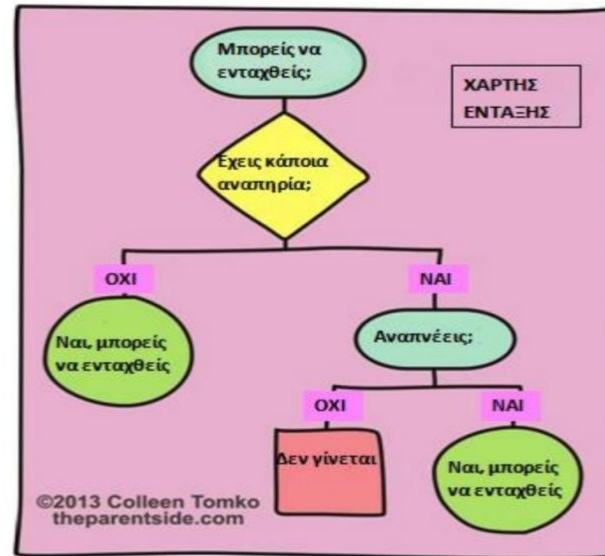 Μπορείς να
ενταχθείς;
ΧΑΡΤΗΣ
ΕΝΤΑΞΗΣ
Έχεις κάποια
αναπηρία;
ΟΧΙ
ΝΑΙ
Ναι, μπορείς
να ενταχθείς
Αναπνέεις;
ΟΧΙ
ΝΑΙ
Δεν γίνεται
Ναι, μπορείς
να ενταχθείς
©2013 Colleen Tomko
theparentside.com